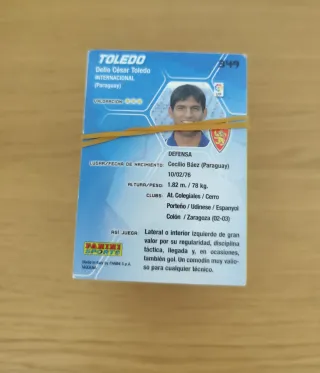 TOLEDO
349
Delio César Toledo
INTERNACIONAL
(Paraguay)
VALORACIÓN:
DEFENSA
LUGAR/FECHA DE NACIMIENTO: Cecilio Báez (Paraguay)
10/02/76
ALTURA/PESO: 1,82 m. / 78 kg.
CLUBS: At. Colegiales / Cerro
Porteño / Udinese / Espanyol
Colón / Zaragoza (02-03)
ASÍ JUEGA: Lateral o interior izquierdo de gran
valor por su regularidad, disciplina
táctica, llegada y, en ocasiones,
también gol. Un comodín muy valio-
so para cualquier técnico.
PANINI
SPORTS